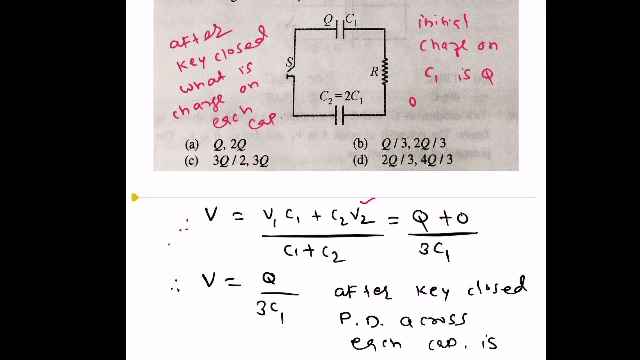 Q C₁
after
key closed
what is
charge on
each
cap.
S
R
C₂ = 2C₁
initial
charge on
C₁ is Q
0
(a) Q, 2Q
(b) Q / 3, 2Q / 3
(c) 3Q / 2, 3Q
(d) 2Q / 3, 4Q / 3
∴ V = V₁C₁ + C₂V₂ / C₁ + C₂ = Q + 0 / 3C₁
∴ V = Q / 3C₁
after key closed
P.D. across
each cap. is